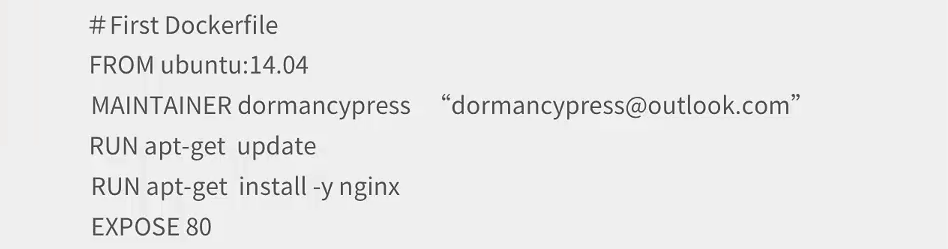 #First Dockerfile
FROM ubuntu:14.04
MAINTAINER dormancypress “dormancypress@outlook.com”
RUN apt-get update
RUN apt-get install -y nginx
EXPOSE 80